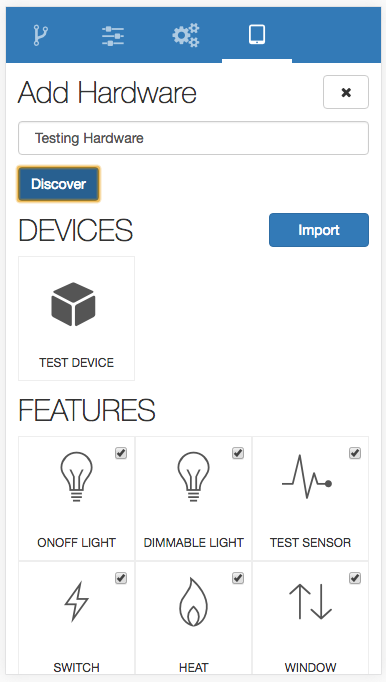 Add Hardware
Testing Hardware
Discover
DEVICES
Import
TEST DEVICE
FEATURES
ONOFF LIGHT
DIMMABLE LIGHT
TEST SENSOR
SWITCH
HEAT
WINDOW